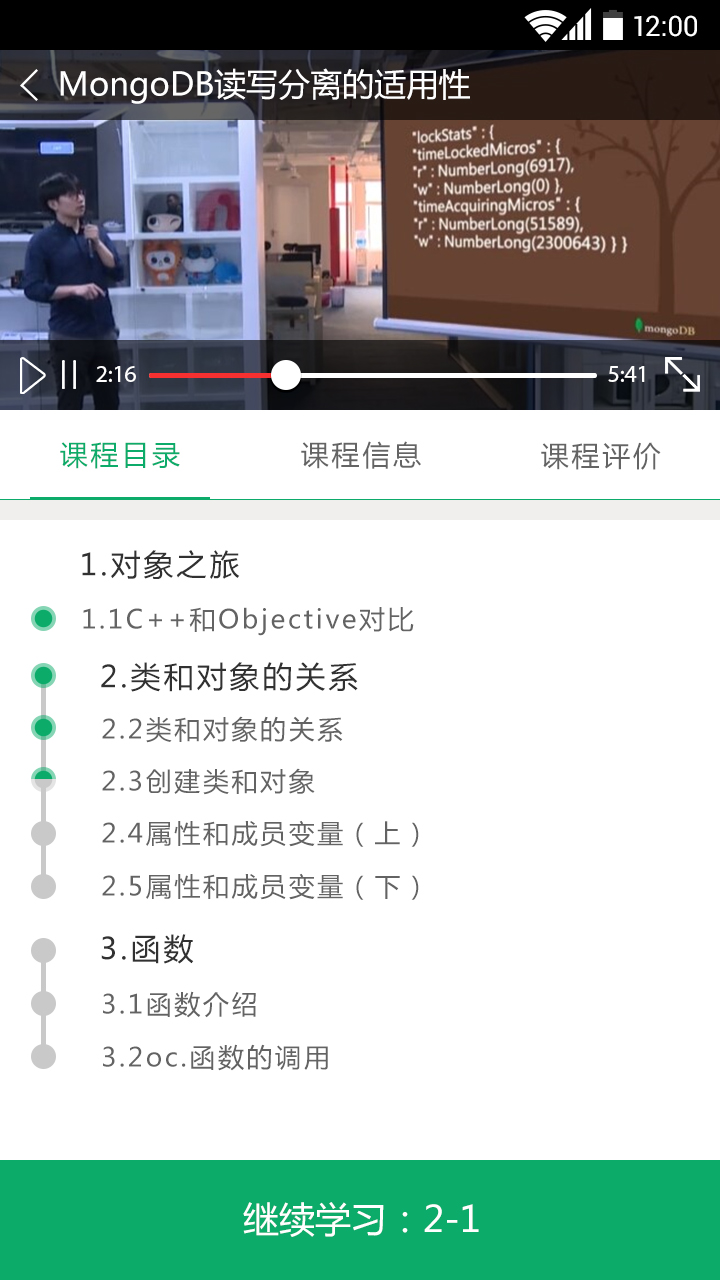 12:00
MongoDB读写分离的适用性
"lockStats" : {
"timeLockedMicros" : {
"r" : NumberLong(6917),
"w" : NumberLong(0) },
"timeAcquiringMicros" : {
"r" : NumberLong(51589),
"w" : NumberLong(2300643) } }
mongoDB
2:16
5:41
课程目录
课程信息
课程评价
1.对象之旅
1.1C++和Objective对比
2.类和对象的关系
2.2类和对象的关系
2.3创建类和对象
2.4属性和成员变量（上）
2.5属性和成员变量（下）
3.函数
3.1函数介绍
3.2oc.函数的调用
继续学习：2-1